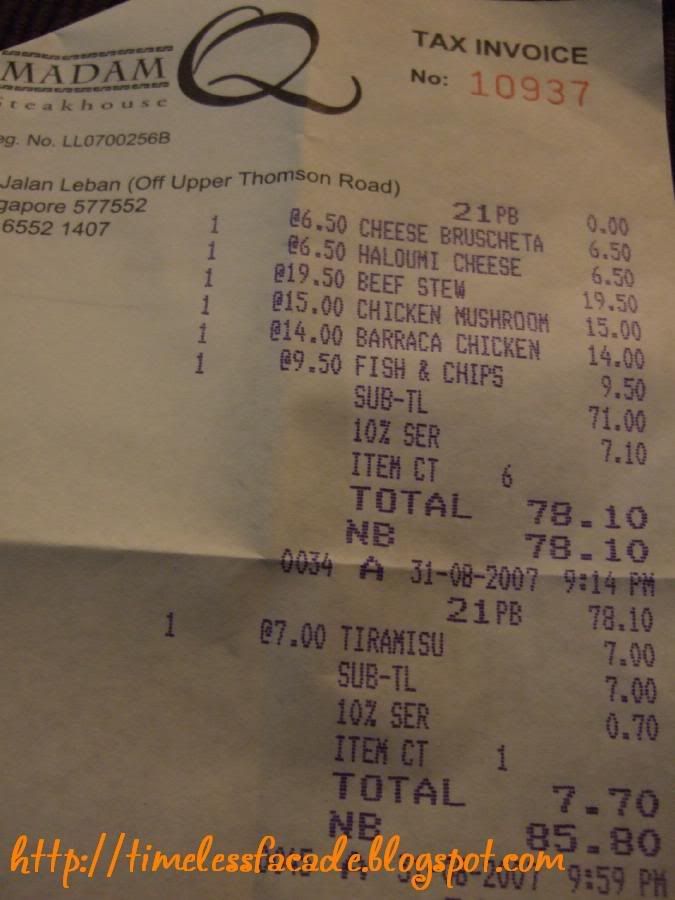 MADAM Q
steakhouse
TAX INVOICE
No: 10937
eg. No. LL0700256B
Jalan Leban (Off Upper Thomson Road)
gapore 577552
6552 1407
21 PB 0.00
1 @6.50 CHEESE BRUSCHETA 6.50
1 @6.50 HALOUMI CHEESE 6.50
1 @19.50 BEEF STEW 19.50
1 @15.00 CHICKEN MUSHROOM 15.00
1 @14.00 BARRACA CHICKEN 14.00
1 @9.50 FISH & CHIPS 9.50
SUB-TL 71.00
10% SER 7.10
ITEM CT 6
TOTAL 78.10
NB 78.10
0034 A 31-08-2007 9:14 PM
21 PB 78.10
1 @7.00 TIRAMISU 7.00
SUB-TL 7.00
10% SER 0.70
ITEM CT 1
TOTAL 7.70
NB 85.80
-2007 9:59 PM
http://timelessfacade.blogspot.com